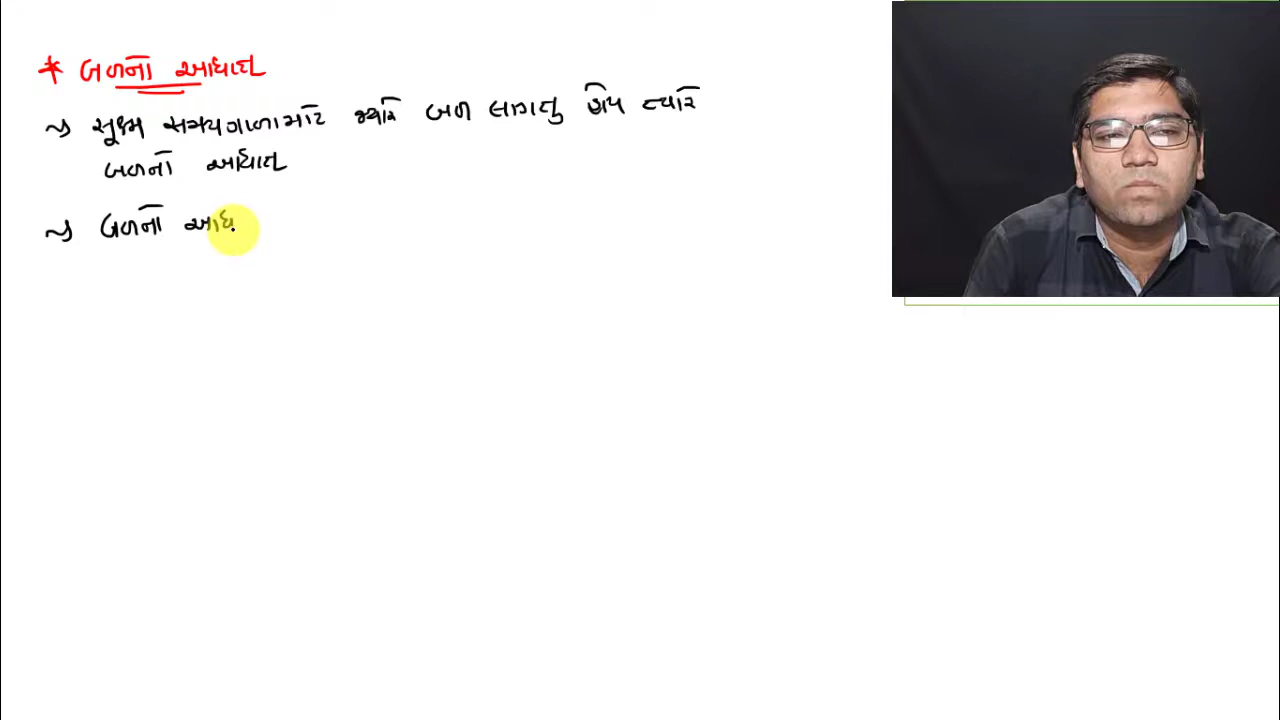 * બળનો આઘાત
~> સૂક્ષ્મ સમયગાળા માટે જ્યારે બળ લાગતુ હોય ત્યારે
બળનો આઘાત
~> બળનો આઘ